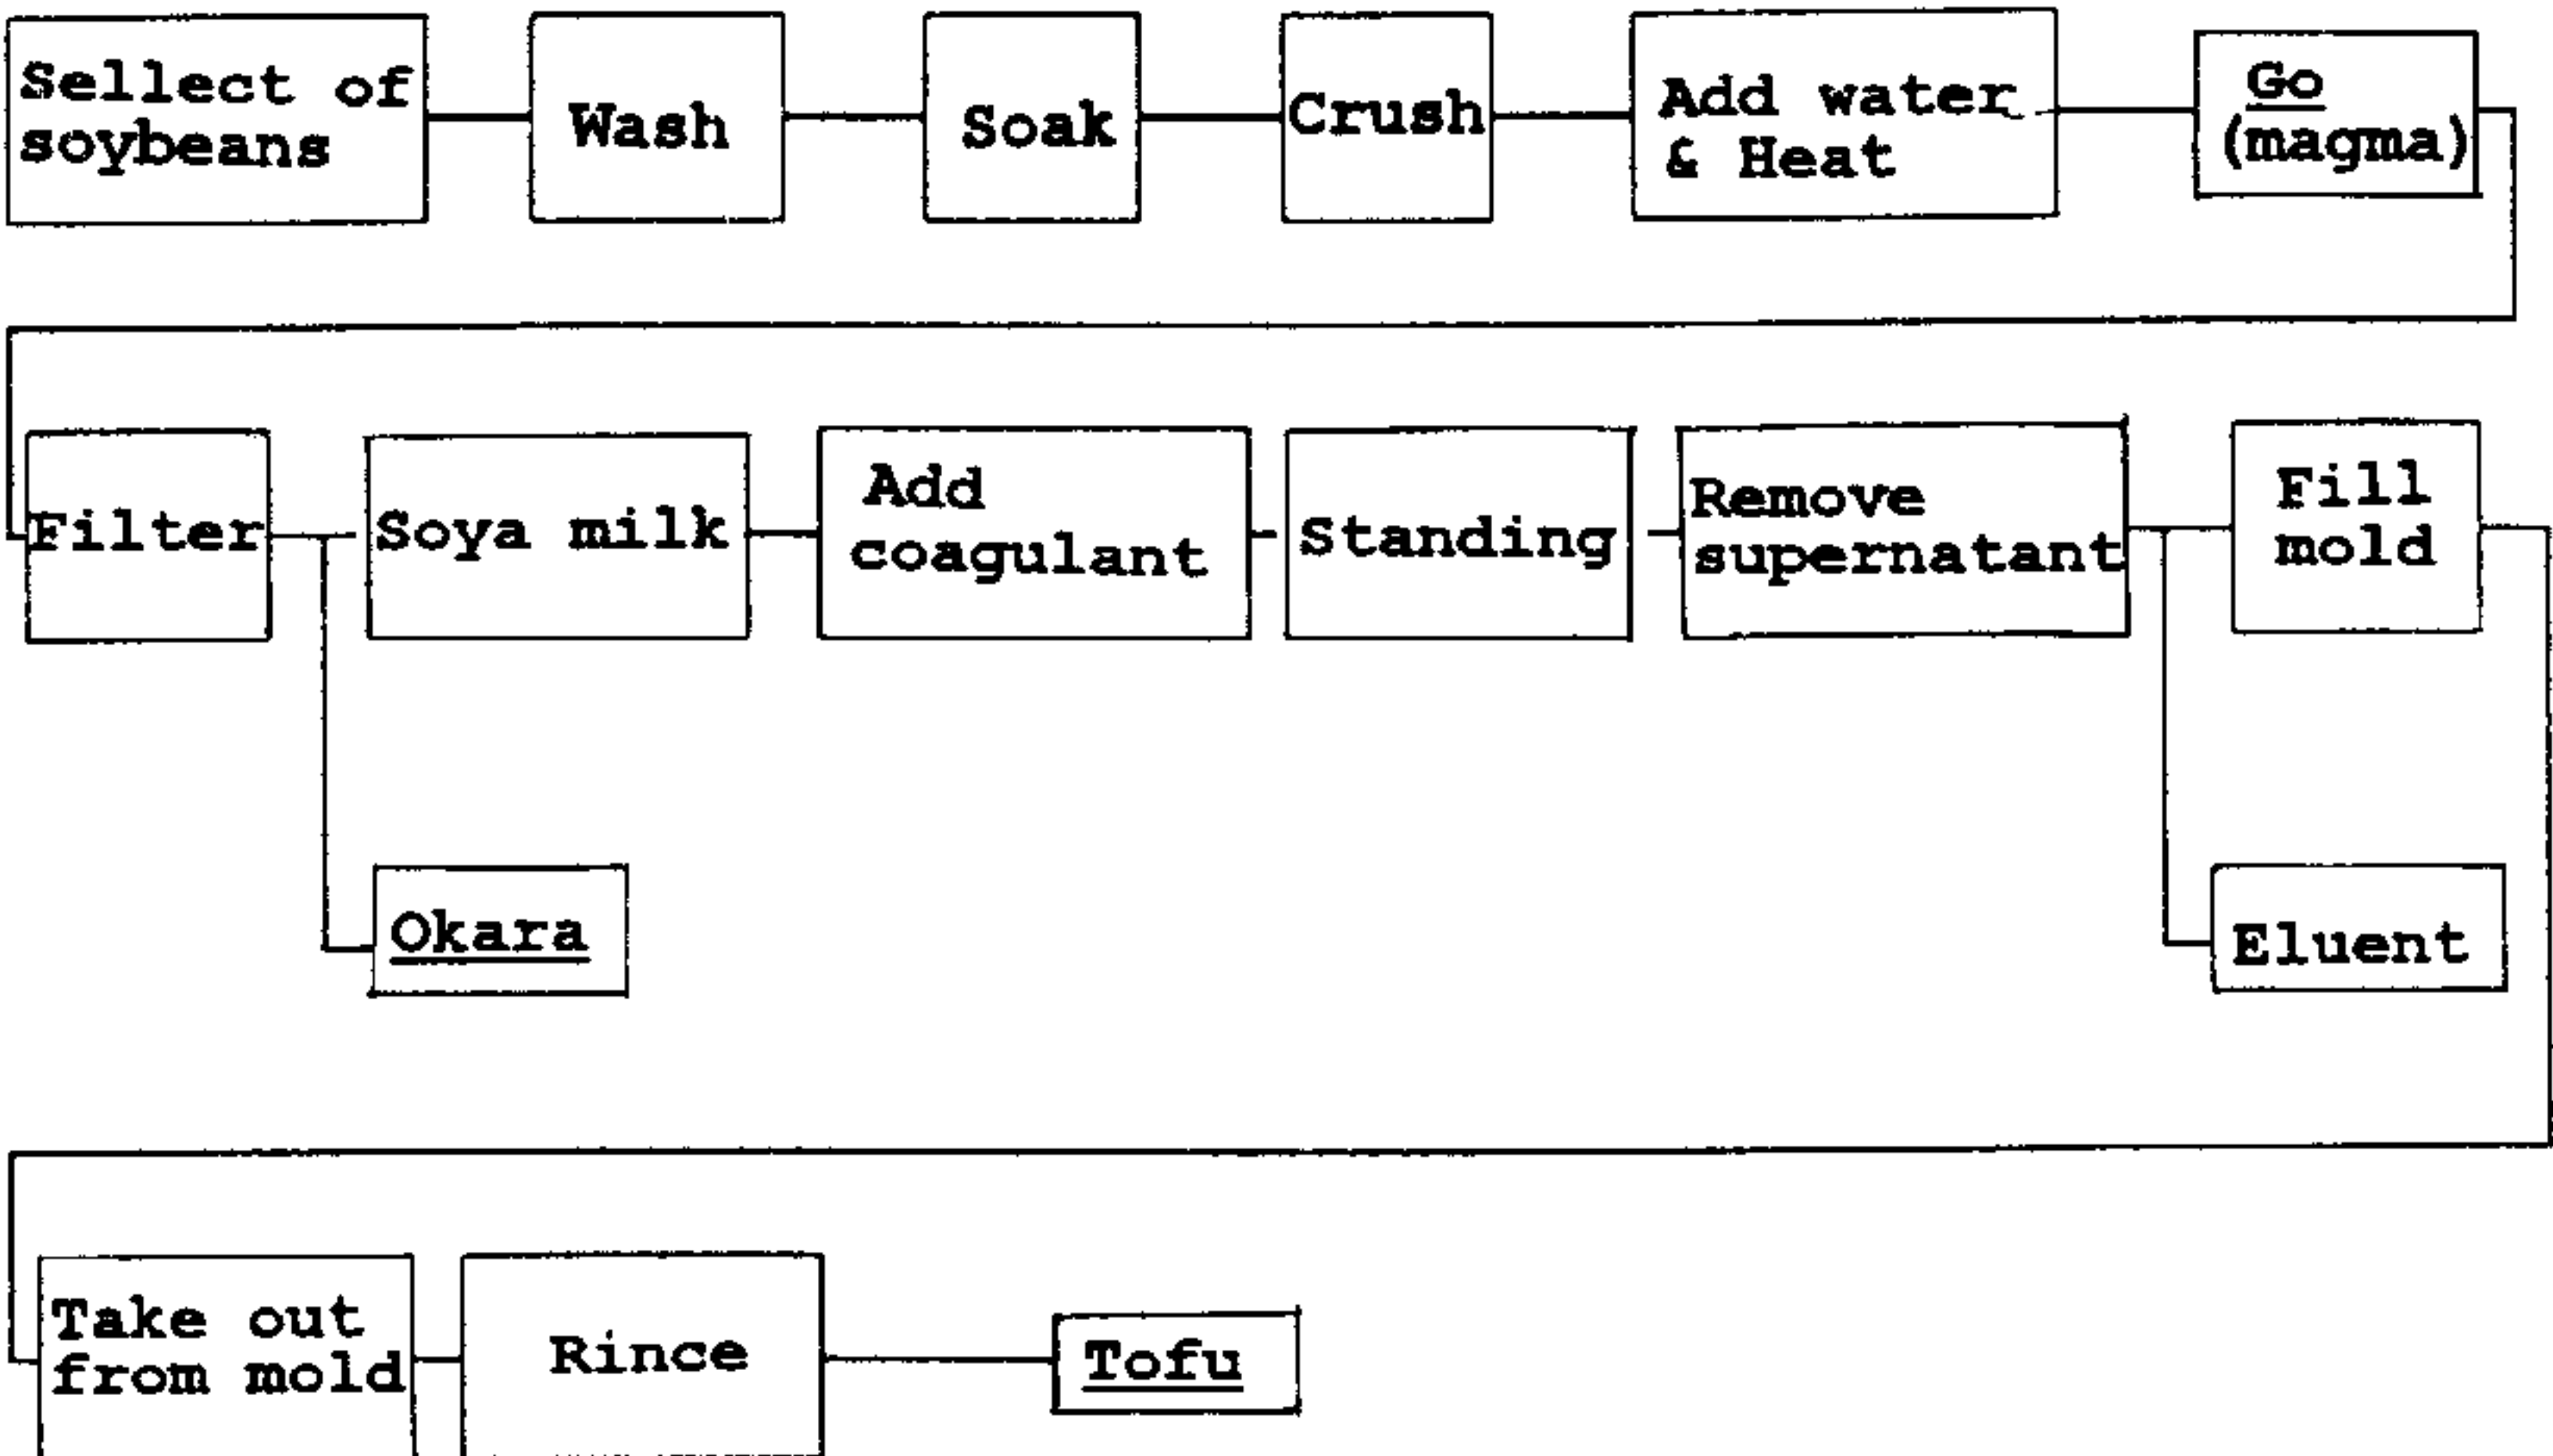 Sellect of
soybeans
Wash
Soak
Crush
Add water
& Heat
Go
(magma)
Filter
Soya milk
Add
coagulant
Standing
Remove
supernatant
Fill
mold
Okara
Eluent
Take out
from mold
Rince
Tofu